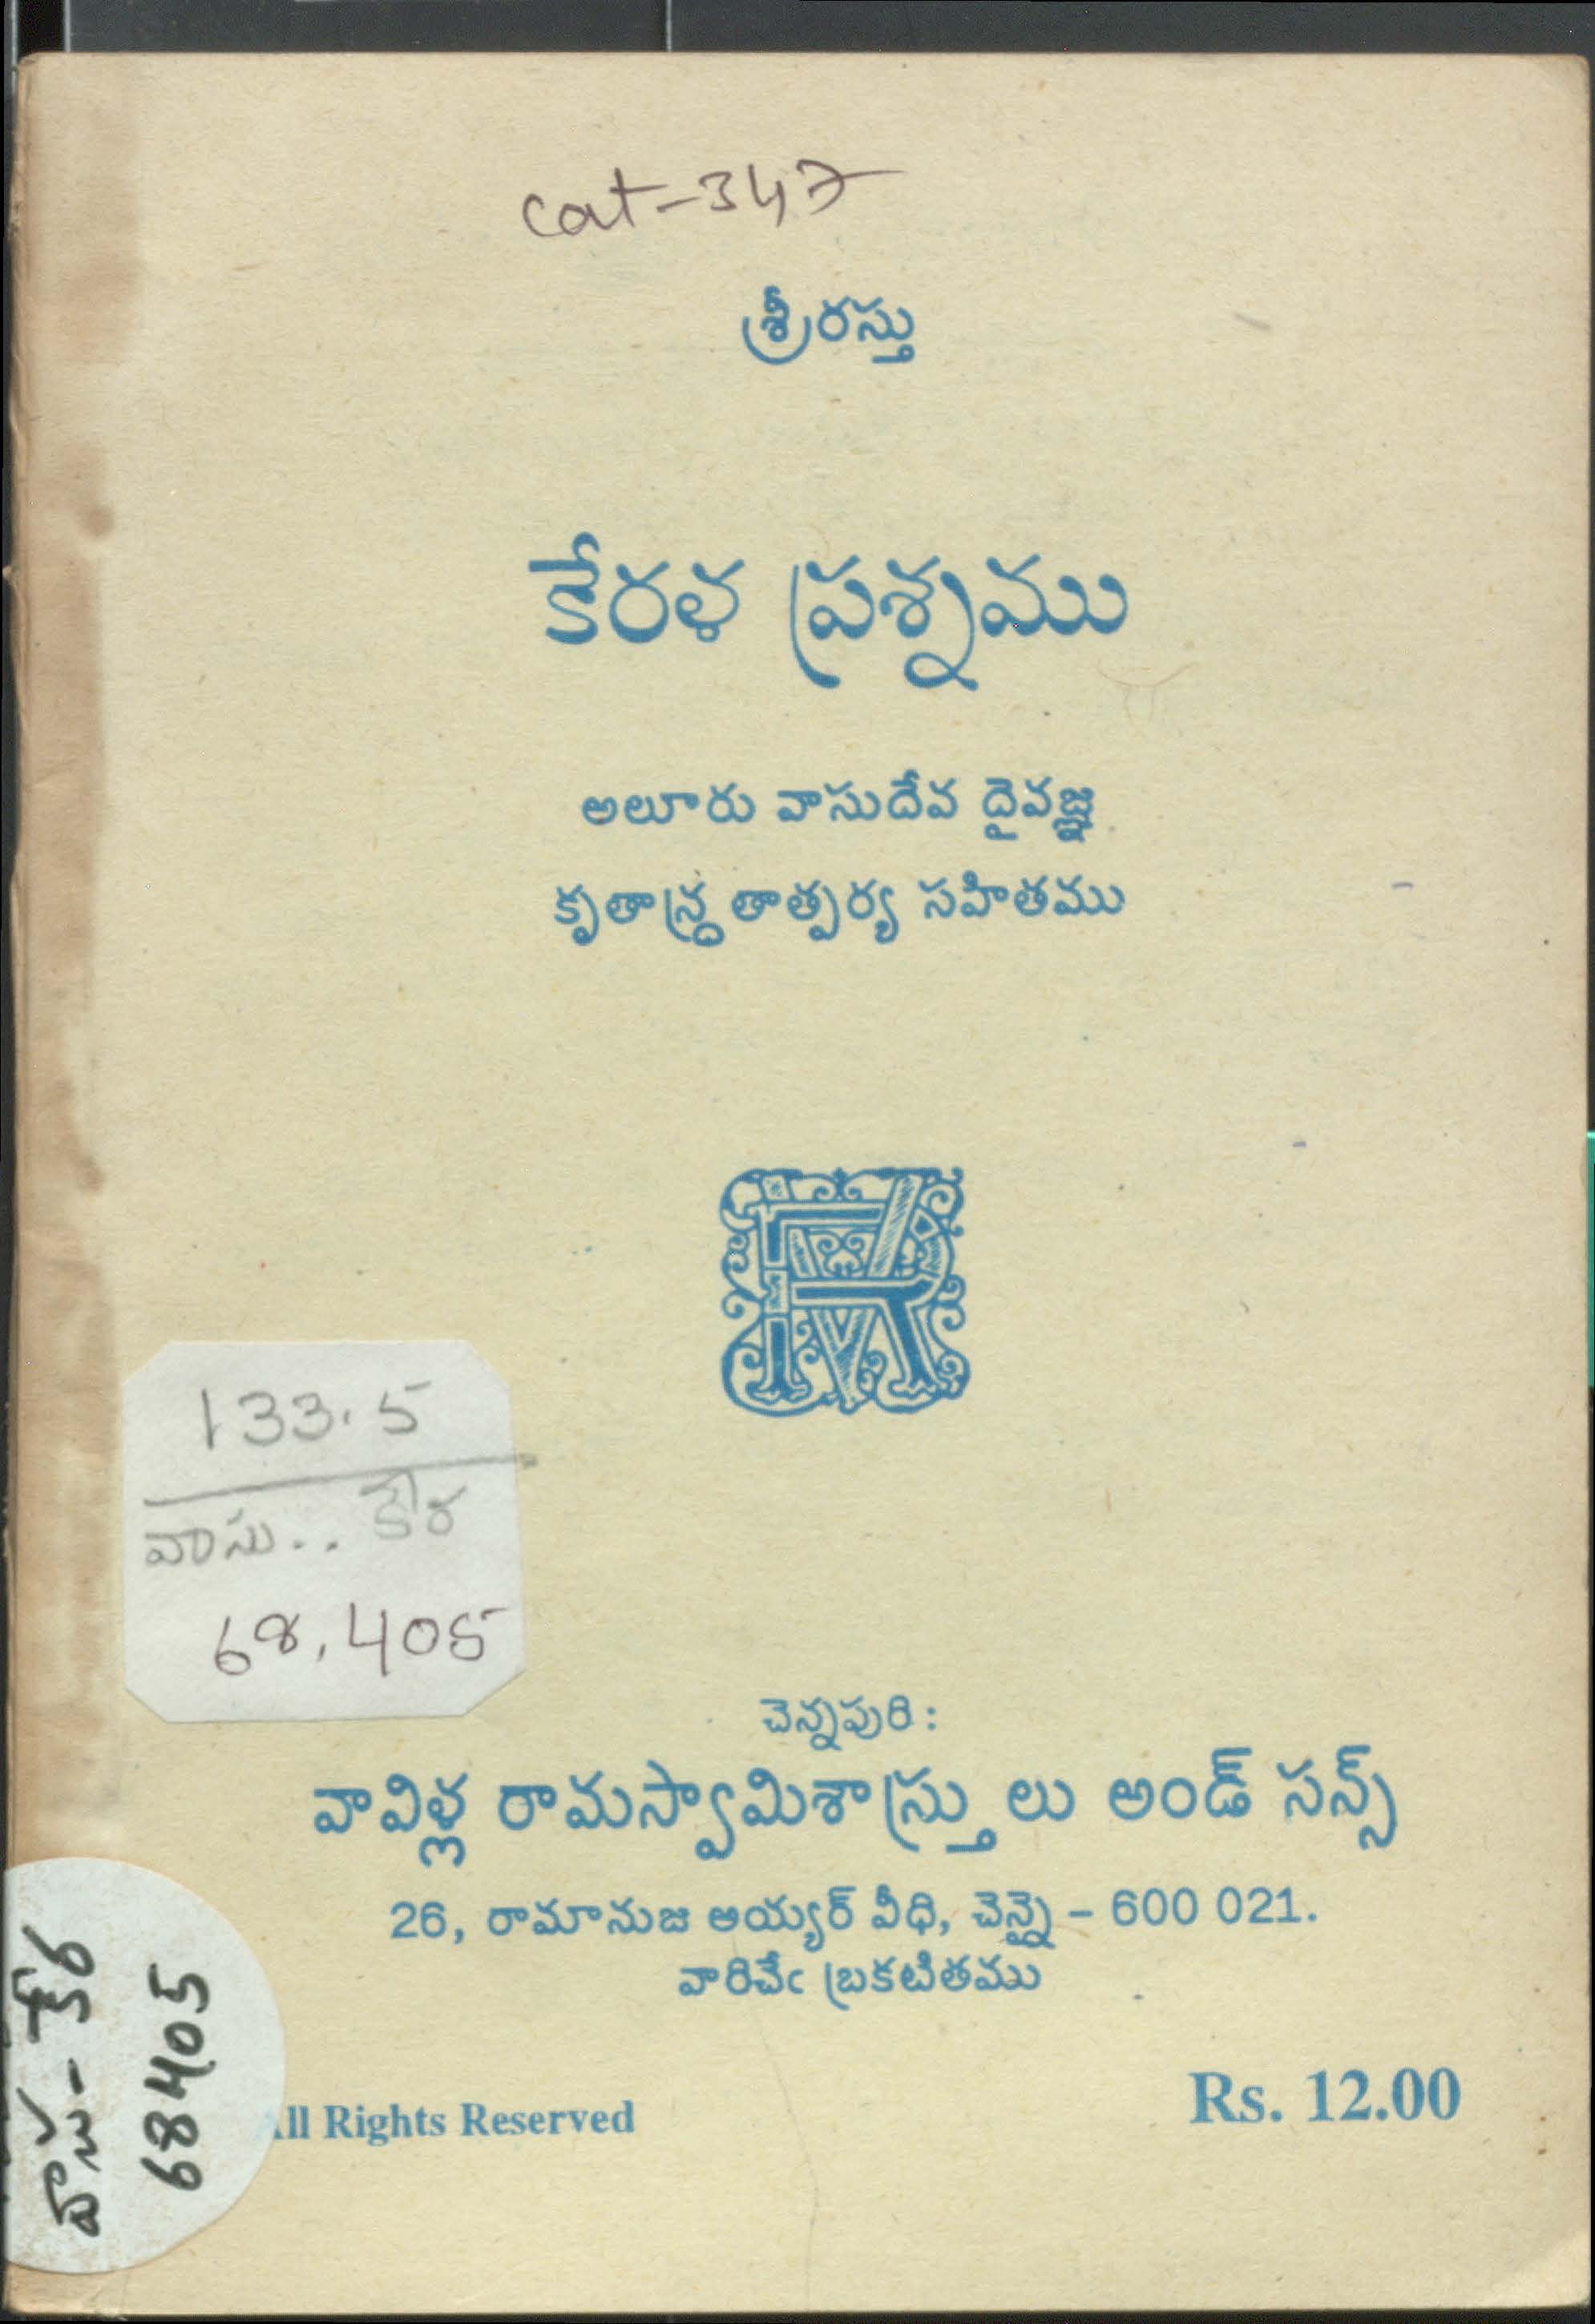 cat-347
శ్రీరస్తు
కేరళ ప్రశ్నము
అలూరు వాసుదేవ దైవజ్ఞ
కృతాన్ధ్ర తాత్పర్య సహితము
133.5
వాసు.. కేర
68,405
చెన్నపురి:
వావిళ్ల రామస్వామిశాస్త్రులు అండ్ సన్స్
26, రామానుజ అయ్యర్ వీధి, చెన్నై - 600 021.
వారిచేఁ బ్రకటితము
వాసు - కేర
68405
ll Rights Reserved
Rs. 12.00